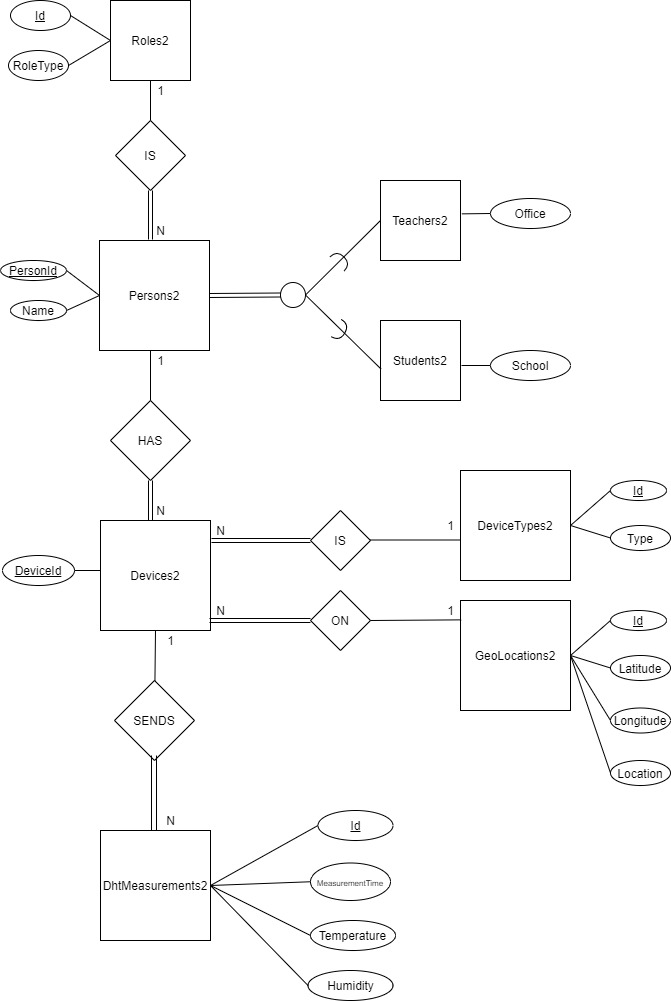 Id
Roles2
RoleType
1
IS
N
Teachers2
Office
PersonId
Persons2
Name
1
Students2
School
HAS
N
N
1
DeviceTypes2
Id
IS
Type
DeviceId
Devices2
N
1
ON
GeoLocations2
Id
Latitude
Longitude
Location
1
SENDS
N
DhtMeasurements2
Id
MeasurementTime
Temperature
Humidity